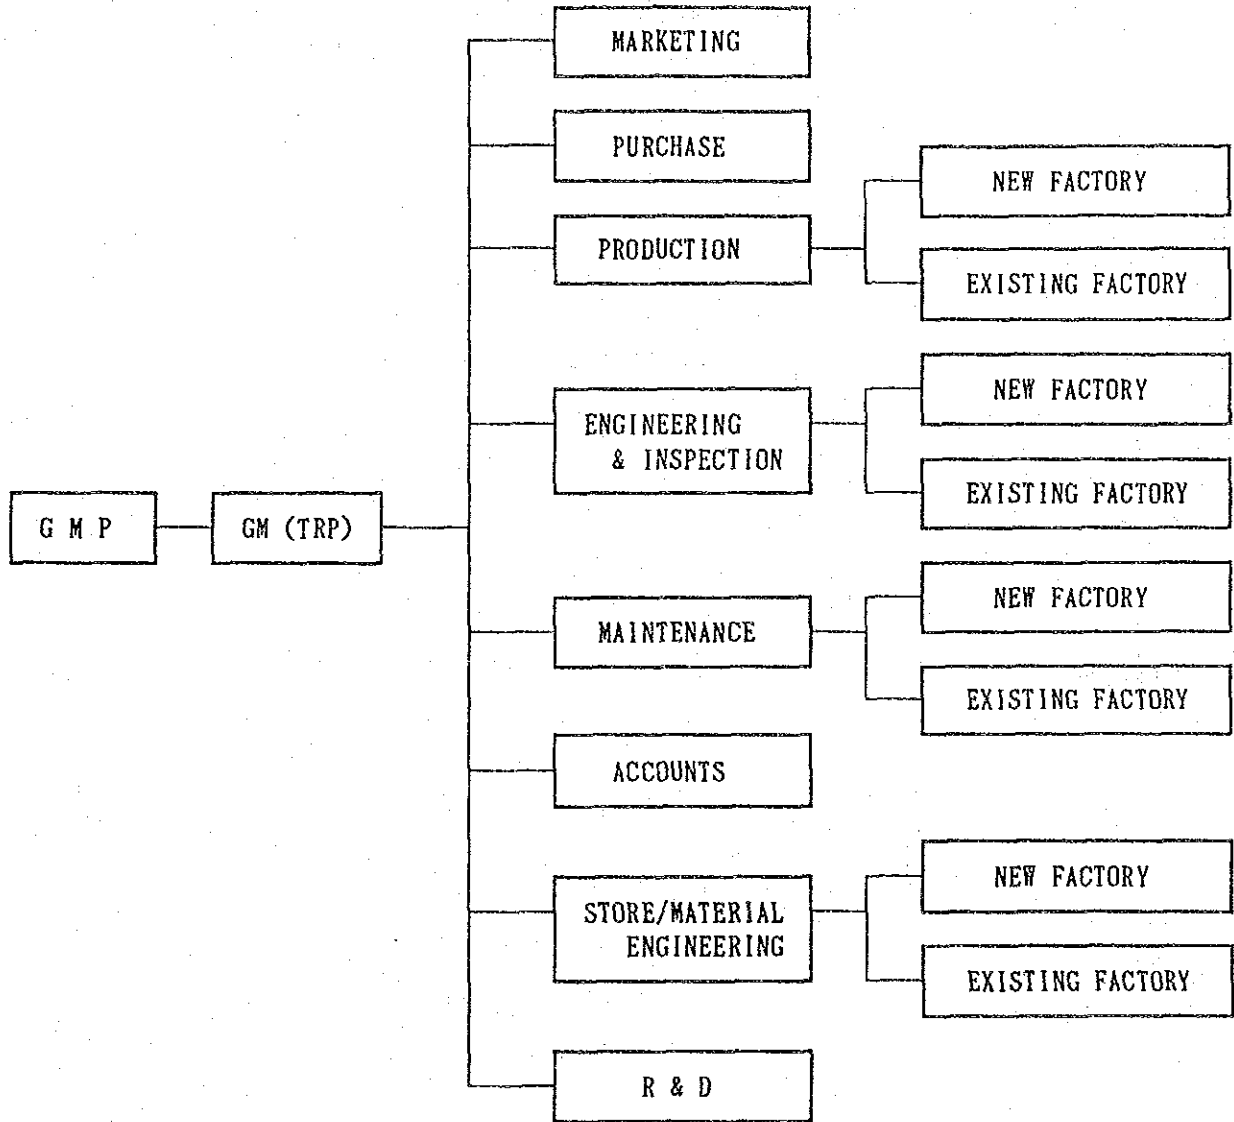 G M P
GM (TRP)
MARKETING
PURCHASE
PRODUCTION
NEW FACTORY
EXISTING FACTORY
ENGINEERING
& INSPECTION
NEW FACTORY
EXISTING FACTORY
MAINTENANCE
NEW FACTORY
EXISTING FACTORY
ACCOUNTS
STORE/MATERIAL
ENGINEERING
NEW FACTORY
EXISTING FACTORY
R & D